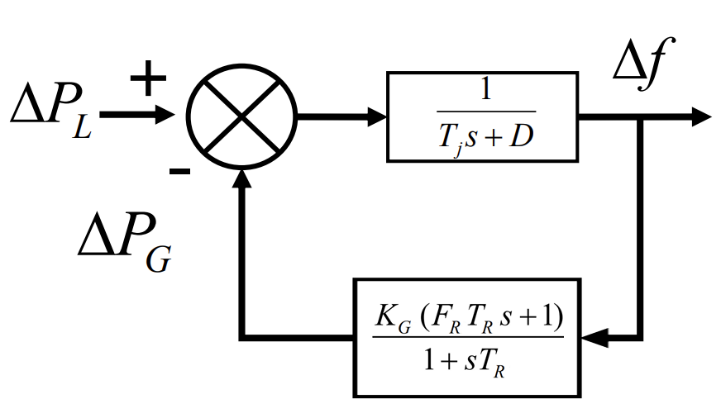 ΔP_L
+
-
ΔP_G
1
T_j s + D
Δf
K_G (F_R T_R s + 1)
1 + sT_R